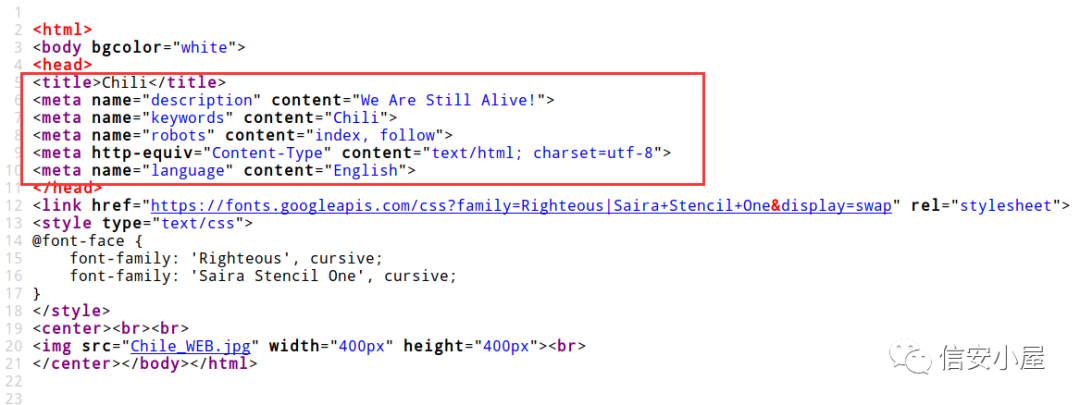 1
2 <html>
3 <body bgcolor="white">
4 <head>
5 <title>Chili</title>
6 <meta name="description" content="We Are Still Alive!">
7 <meta name="keywords" content="Chili">
8 <meta name="robots" content="index, follow">
9 <meta http-equiv="Content-Type" content="text/html; charset=utf-8">
10 <meta name="language" content="English">
11 </head>
12 <link href="https://fonts.googleapis.com/css?family=Righteous|Saira+Stencil+One&display=swap" rel="stylesheet">
13 <style type="text/css">
14 @font-face {
15     font-family: 'Righteous', cursive;
16     font-family: 'Saira Stencil One', cursive;
17 }
18 </style>
19 <center><br><br>
20 <img src="Chile_WEB.jpg" width="400px" height="400px"><br>
21 </center></body></html>
22
23
信安小屋